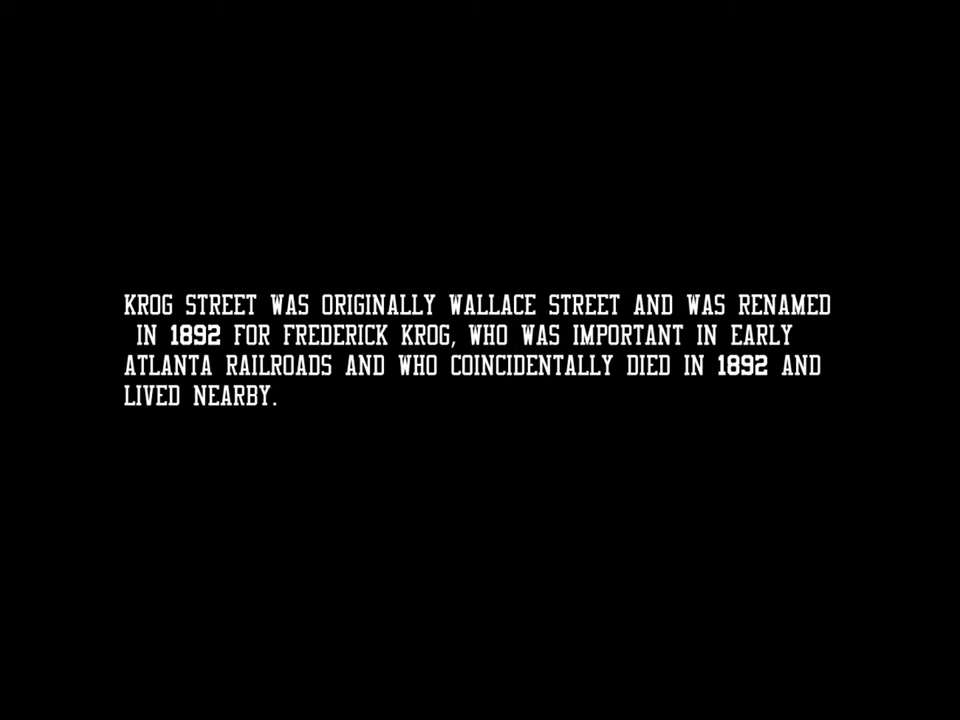 KROG STREET WAS ORIGINALLY WALLACE STREET AND WAS RENAMED
IN 1892 FOR FREDERICK KROG, WHO WAS IMPORTANT IN EARLY
ATLANTA RAILROADS AND WHO COINCIDENTALLY DIED IN 1892 AND
LIVED NEARBY.